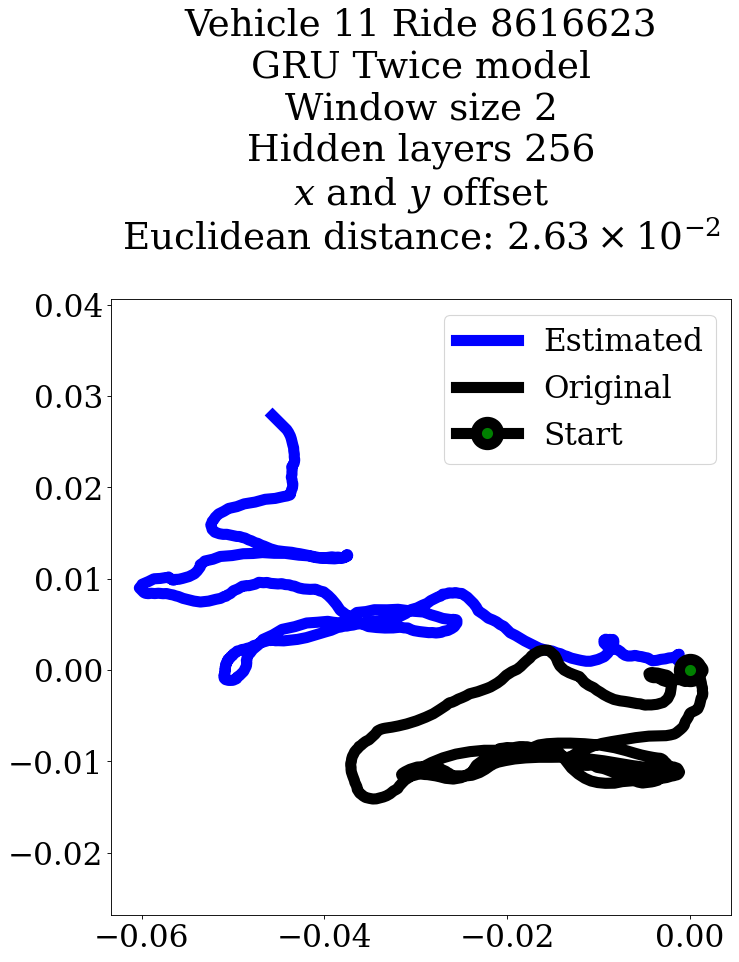 Vehicle 11 Ride 8616623
GRU Twice model
Window size 2
Hidden layers 256
x and y offset
Euclidean distance: 2.63 × 10⁻²
0.04
0.03
0.02
0.01
0.00
−0.01
−0.02
Estimated
Original
Start
−0.06
−0.04
−0.02
0.00